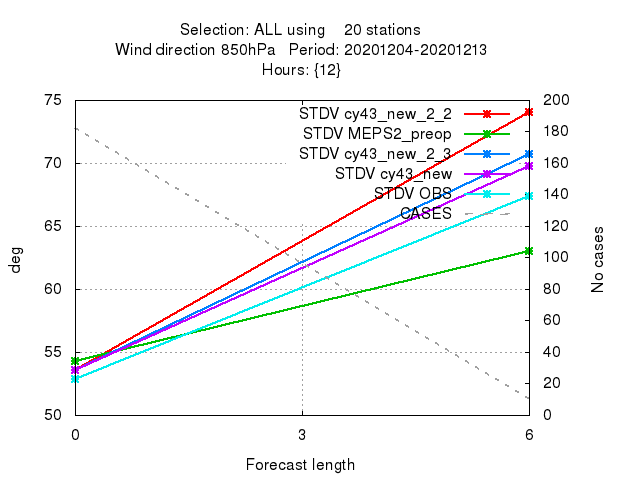 Selection: ALL using 20 stations
Wind direction 850hPa Period: 20201204-20201213
Hours: {12}
75 200
STDV cy43_new_2_2
180
STDV MEPS2_preop
70 160
STDV cy43_new_2_3
STDV cy43_new
140
STDV OBS
CASES
65 120
deg
No cases
100
60 80
60
55 40
20
50 0
0 3 6
Forecast length